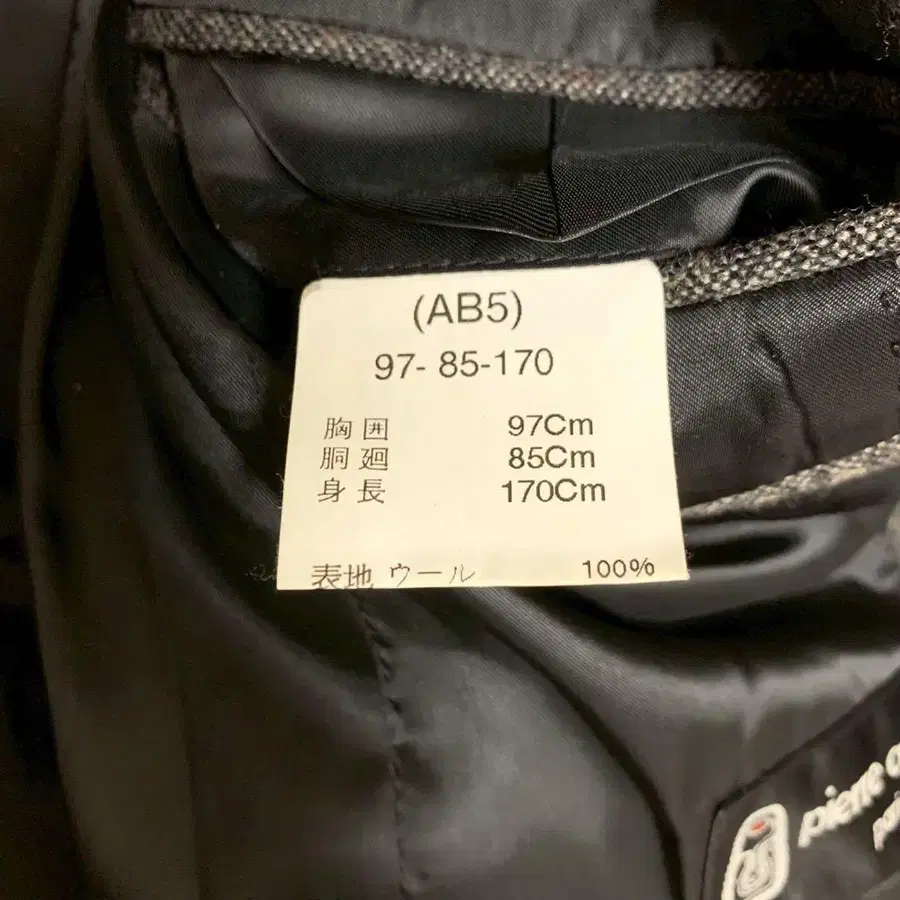 (AB5)
97- 85-170
胸囲 97Cm
胴廻 85Cm
身長 170Cm
表地 ウール 100%
pierre